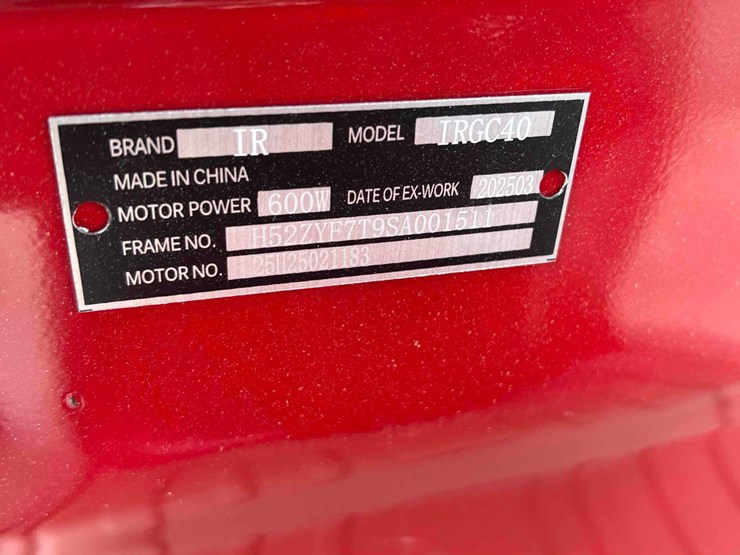 BRAND IR MODEL IRGC40
MADE IN CHINA
MOTOR POWER 600W DATE OF EX-WORK 202503
FRAME NO. H52ZYF7T9SA001511
MOTOR NO. 25H25021183